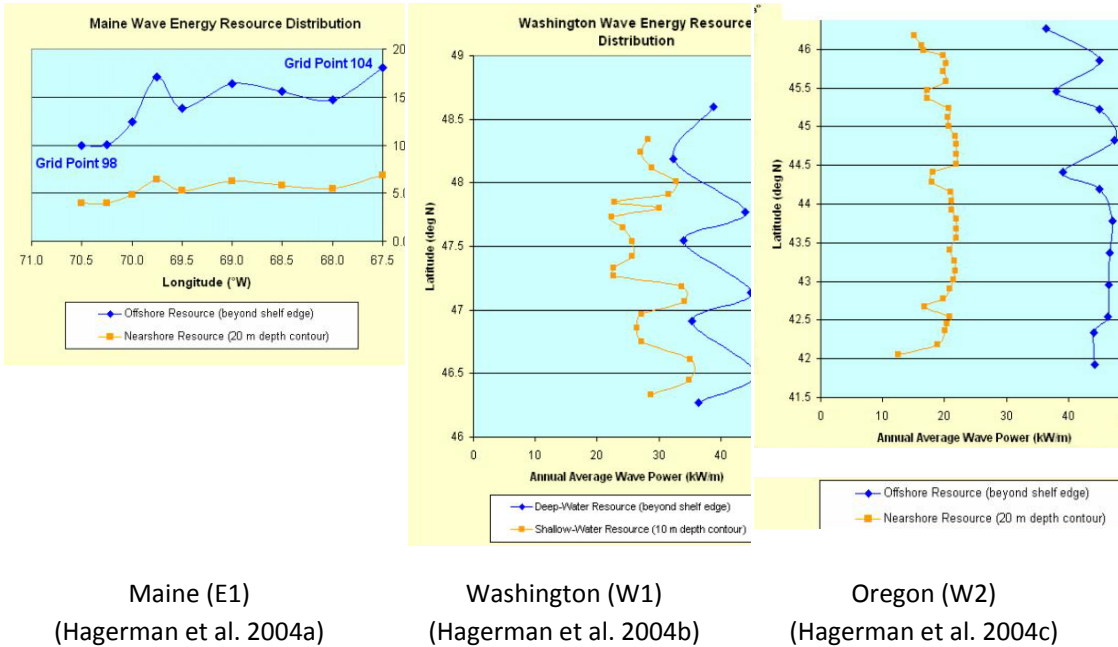 Maine Wave Energy Resource Distribution
20
Grid Point 104
15
10
Grid Point 98
5.0
0.0
71.0 70.5 70.0 69.5 69.0 68.5 68.0 67.5
Longitude (°W)
Offshore Resource (beyond shelf edge)
Nearshore Resource (20 m depth contour)
Washington Wave Energy Resource
Distribution
49
48.5
48
47.5
47
46.5
46
Latitude (deg N)
0 10 20 30 40
Annual Average Wave Power (kW/m)
Deep-Water Resource (beyond shelf edge)
Shallow-Water Resource (10 m depth contour)
46
45.5
45
44.5
44
43.5
43
42.5
42
41.5
Latitude (deg N)
0 10 20 30 40
Annual Average Wave Power (kW/m)
Offshore Resource (beyond shelf edge)
Nearshore Resource (20 m depth contour)
Maine (E1)
(Hagerman et al. 2004a)
Washington (W1)
(Hagerman et al. 2004b)
Oregon (W2)
(Hagerman et al. 2004c)